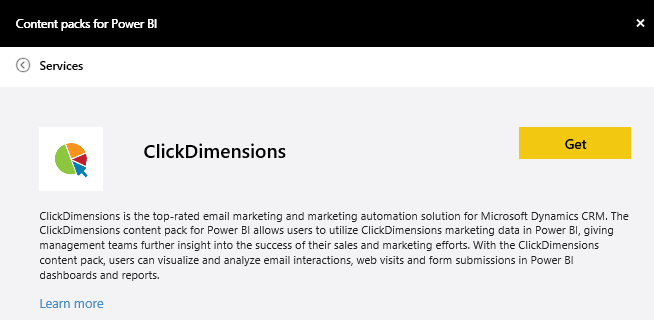 Content packs for Power BI
Services
ClickDimensions
Get
ClickDimensions is the top-rated email marketing and marketing automation solution for Microsoft Dynamics CRM. The
ClickDimensions content pack for Power BI allows users to utilize ClickDimensions marketing data in Power BI, giving
management teams further insight into the success of their sales and marketing efforts. With the ClickDimensions
content pack, users can visualize and analyze email interactions, web visits and form submissions in Power BI
dashboards and reports.
Learn more